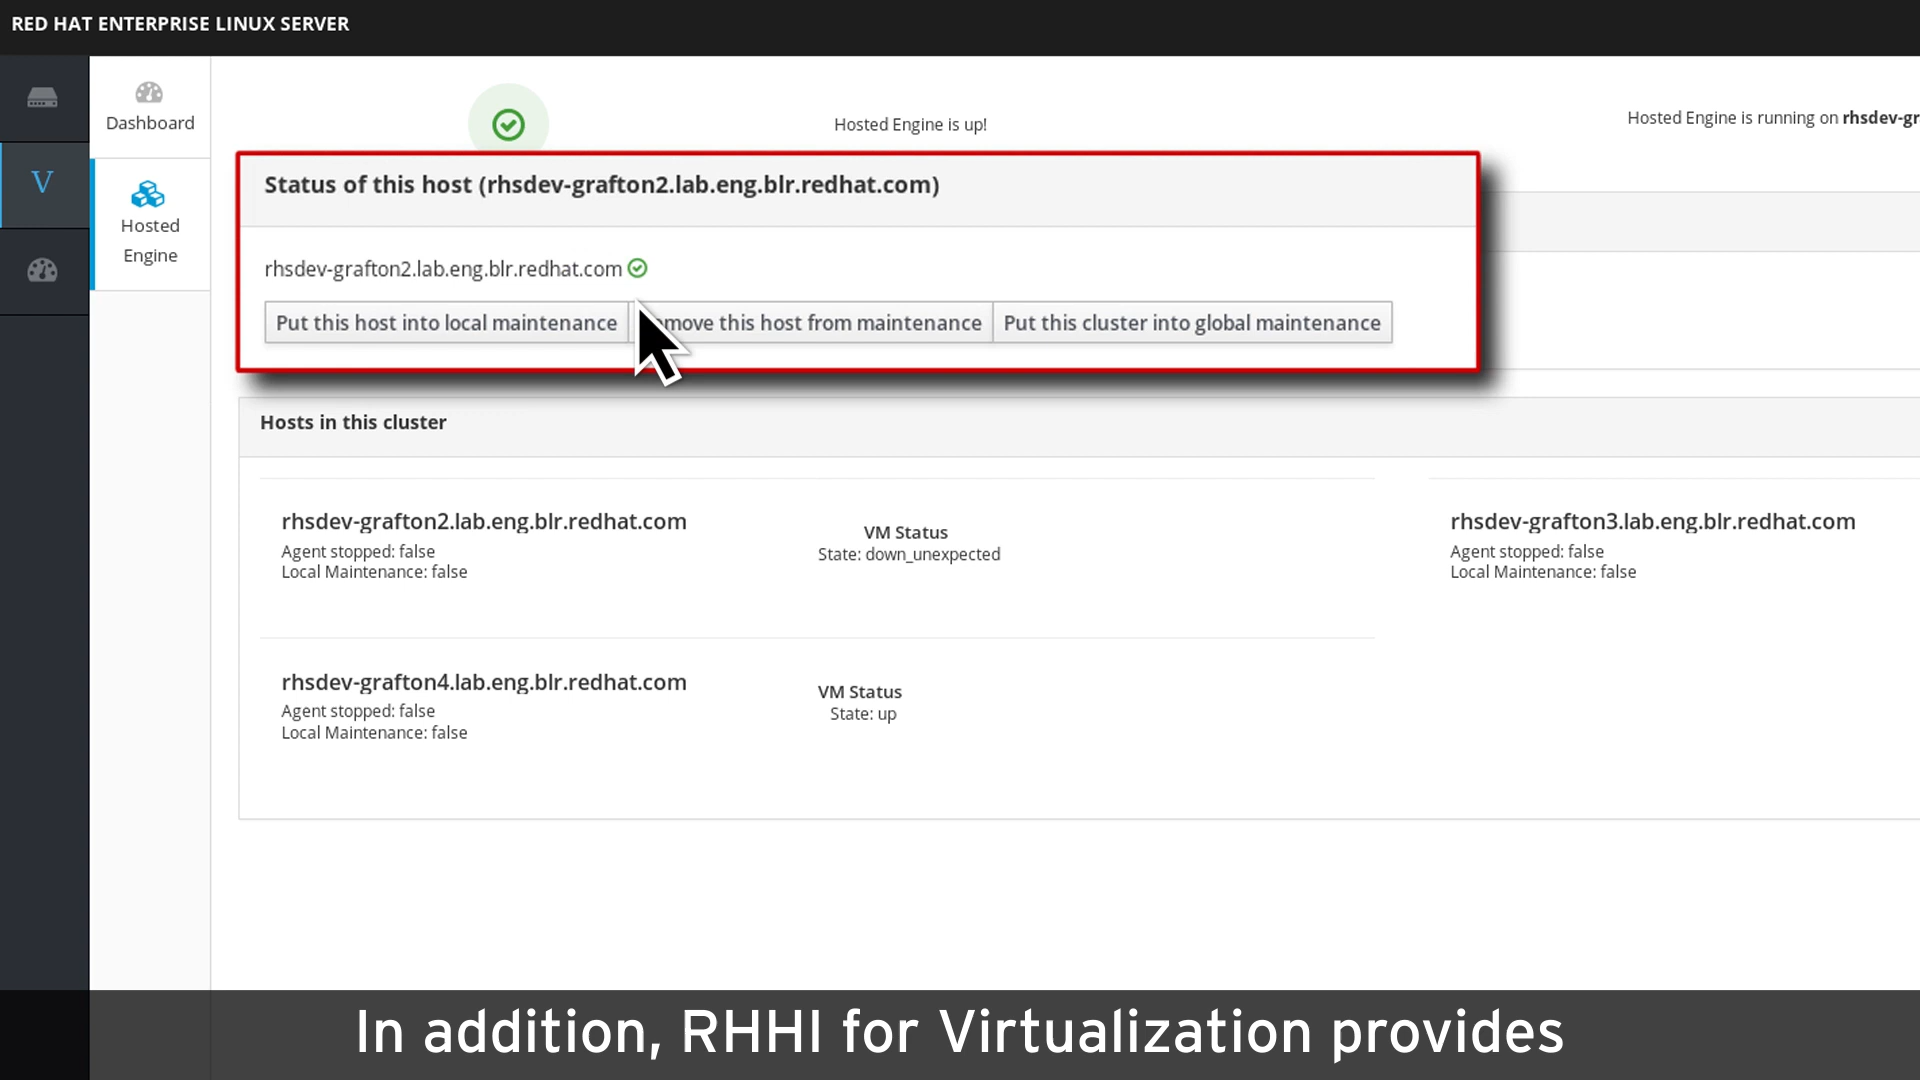 RED HAT ENTERPRISE LINUX SERVER
Dashboard
V
Hosted
Engine
Hosted Engine is up!
Hosted Engine is running on rhsdev-gr
Status of this host (rhsdev-grafton2.lab.eng.blr.redhat.com)
rhsdev-grafton2.lab.eng.blr.redhat.com
Put this host into local maintenance
move this host from maintenance
Put this cluster into global maintenance
Hosts in this cluster
rhsdev-grafton2.lab.eng.blr.redhat.com
Agent stopped: false
Local Maintenance: false
VM Status
State: down_unexpected
rhsdev-grafton3.lab.eng.blr.redhat.com
Agent stopped: false
Local Maintenance: false
rhsdev-grafton4.lab.eng.blr.redhat.com
Agent stopped: false
Local Maintenance: false
VM Status
State: up
In addition, RHHI for Virtualization provides